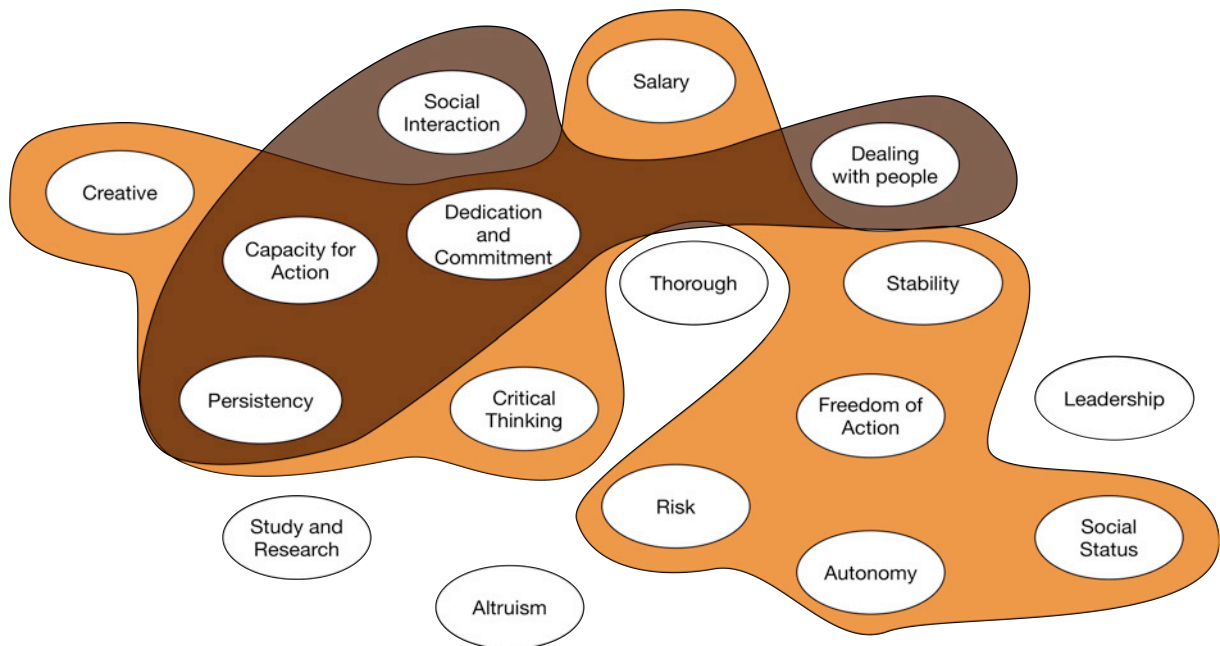 Salary
Social
Interaction
Dealing
with people
Creative
Dedication
and
Commitment
Capacity for
Action
Thorough
Stability
Persistency
Critical
Thinking
Freedom of
Action
Leadership
Risk
Study and
Research
Social
Status
Autonomy
Altruism